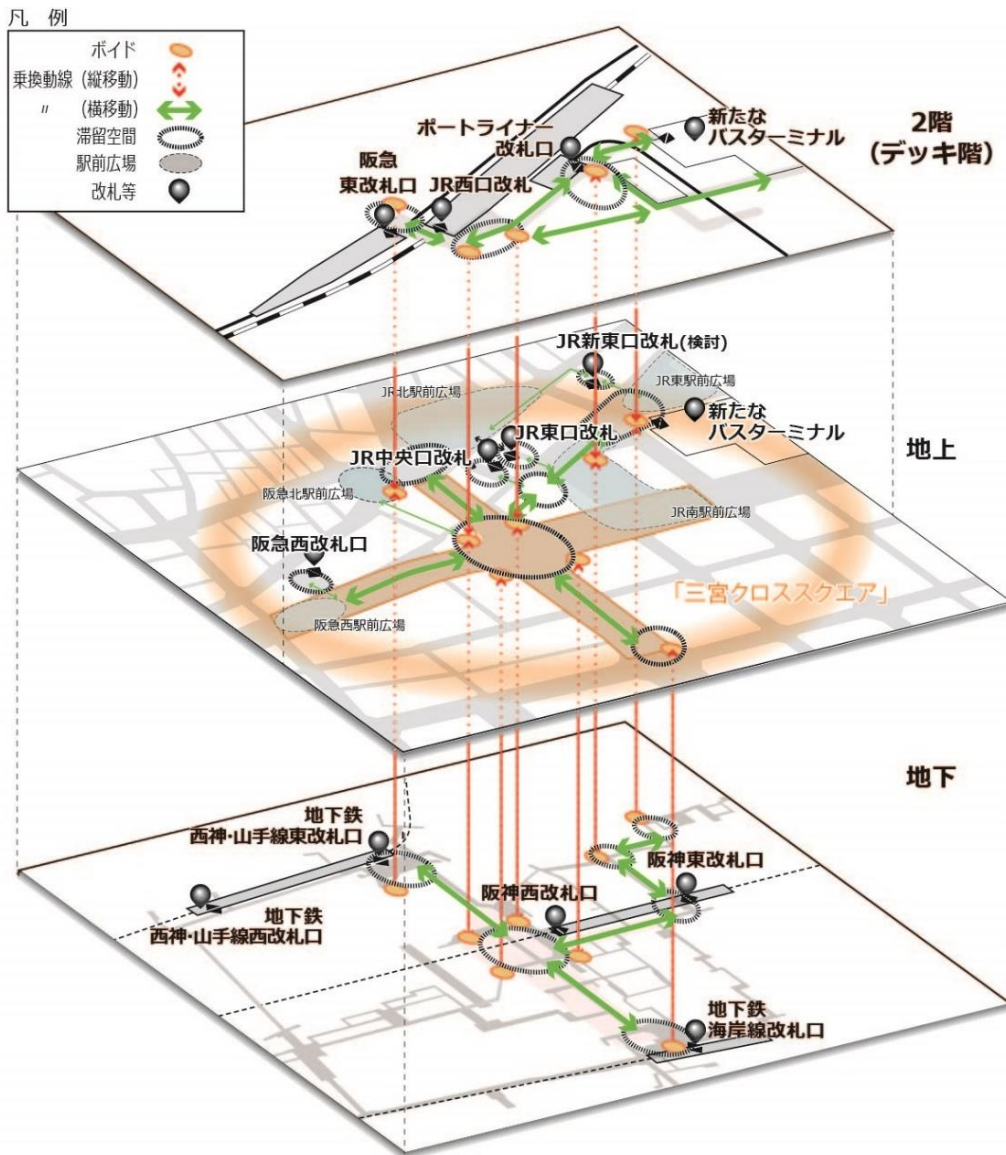 凡 例
ボイド
乗換動線 (縦移動)
〃 (横移動)
滞留空間
駅前広場
改札等
2階
(デッキ階)
新たな
バスターミナル
ポートライナー
改札口
阪急
東改札口
JR西口改札
JR新東口改札(検討)
JR北駅前広場
JR東駅前広場
新たな
バスターミナル
JR東口改札
JR中央口改札
地上
阪急北駅前広場
JR南駅前広場
阪急西改札口
「三宮クロススクエア」
阪急西駅前広場
地下
地下鉄
西神・山手線東改札口
阪神東改札口
阪神西改札口
地下鉄
西神・山手線西改札口
地下鉄
海岸線改札口